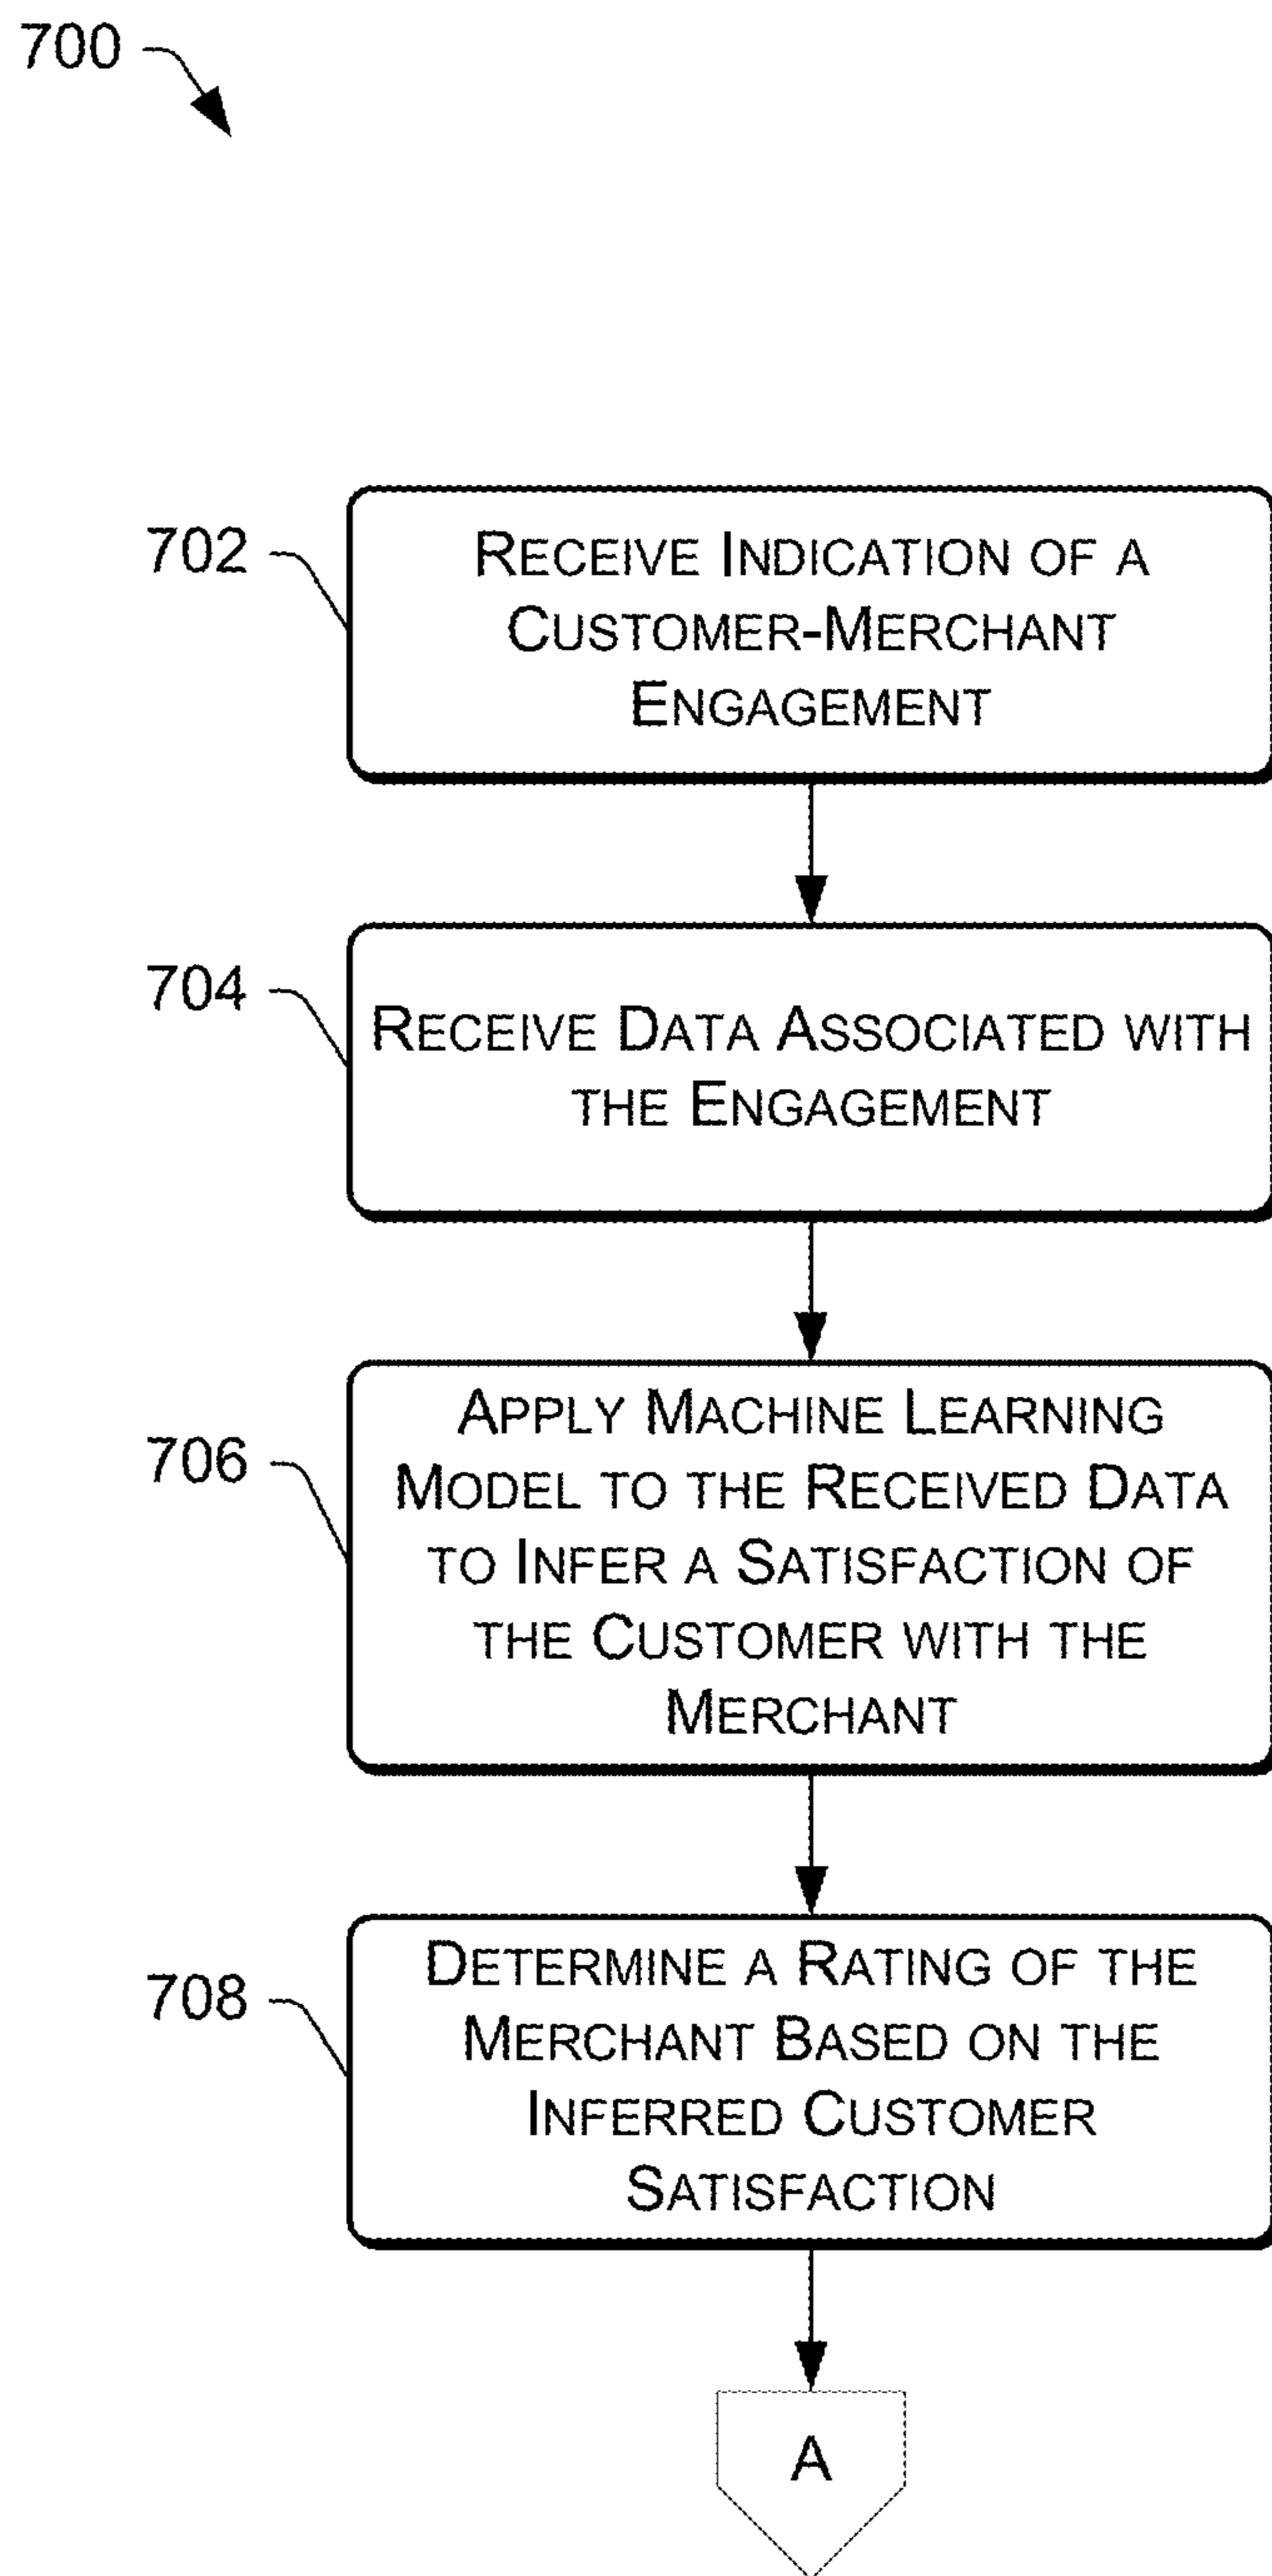 700
702
RECEIVE INDICATION OF A
CUSTOMER-MERCHANT
ENGAGEMENT
704
RECEIVE DATA ASSOCIATED WITH
THE ENGAGEMENT
706
APPLY MACHINE LEARNING
MODEL TO THE RECEIVED DATA
TO INFER A SATISFACTION OF
THE CUSTOMER WITH THE
MERCHANT
708
DETERMINE A RATING OF THE
MERCHANT BASED ON THE
INFERRED CUSTOMER
SATISFACTION
A